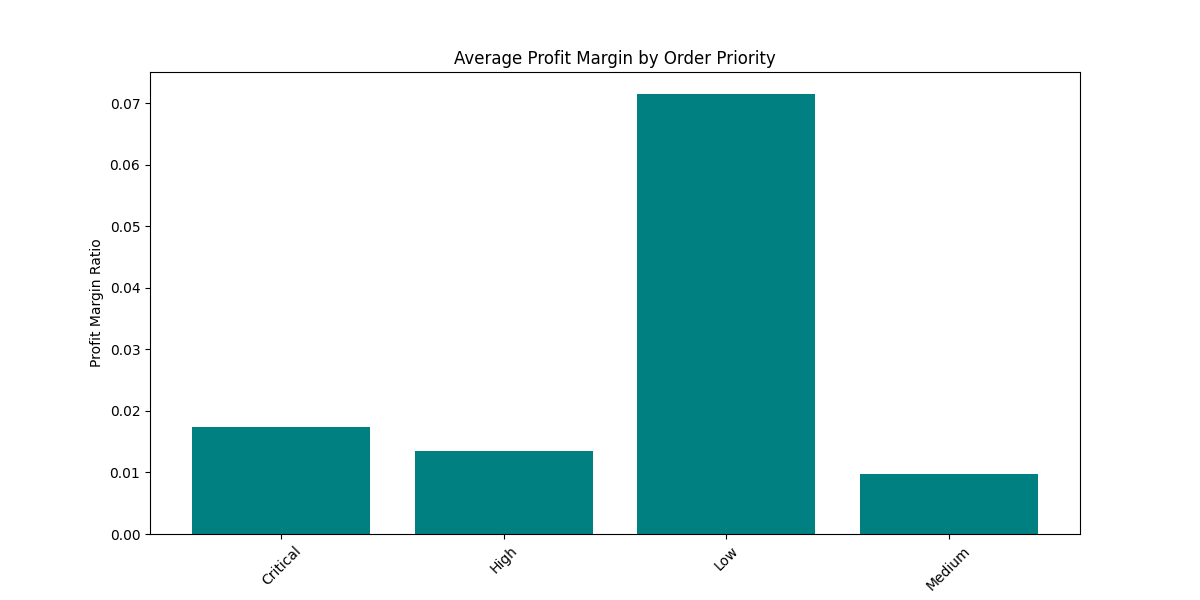 Average Profit Margin by Order Priority
Profit Margin Ratio
0.07
0.06
0.05
0.04
0.03
0.02
0.01
0.00
Critical
High
Low
Medium